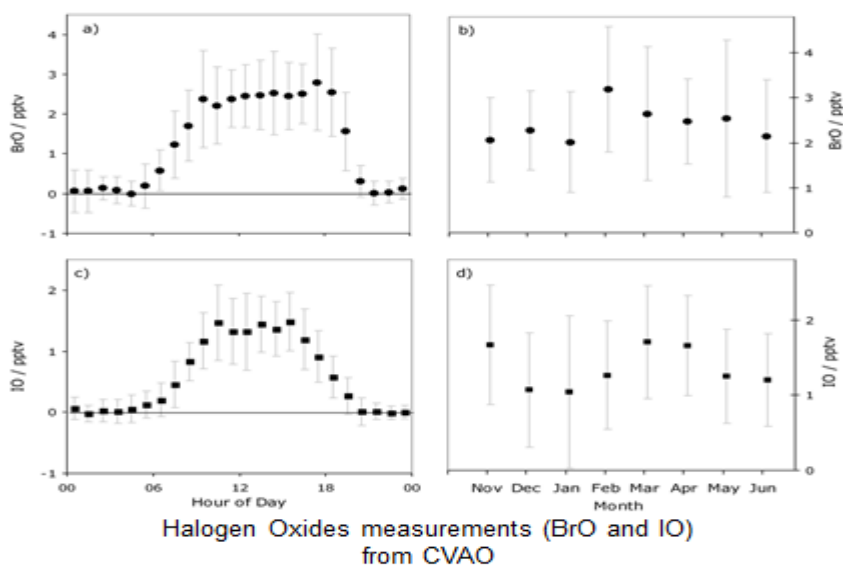 a)
4
3
2
1
0
-1
BrO / pptv
b)
4
3
2
1
0
BrO / pptv
c)
2
1
0
-1
IO / pptv
00 06 12 18 00
Hour of Day
d)
2
1
0
IO / pptv
Nov Dec Jan Feb Mar Apr May Jun
Month
Halogen Oxides measurements (BrO and IO)
from CVAO